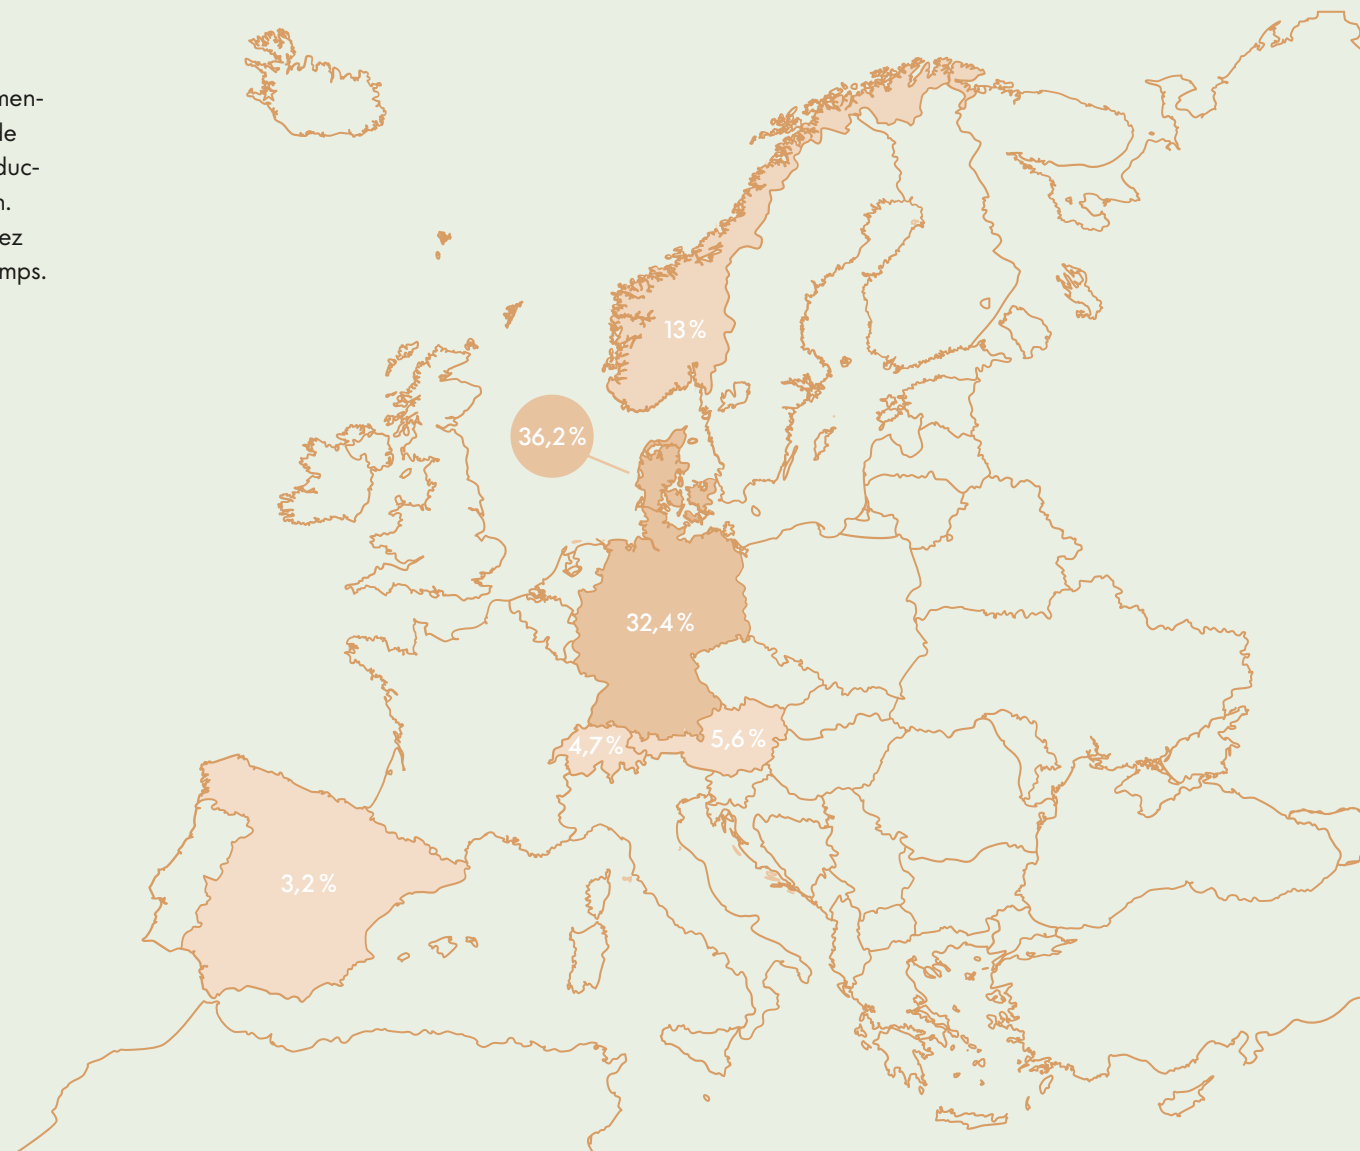 men-
le
duc-
n.
ez
mps.
13 %
36,2 %
32,4 %
4,7 %
5,6 %
3,2 %